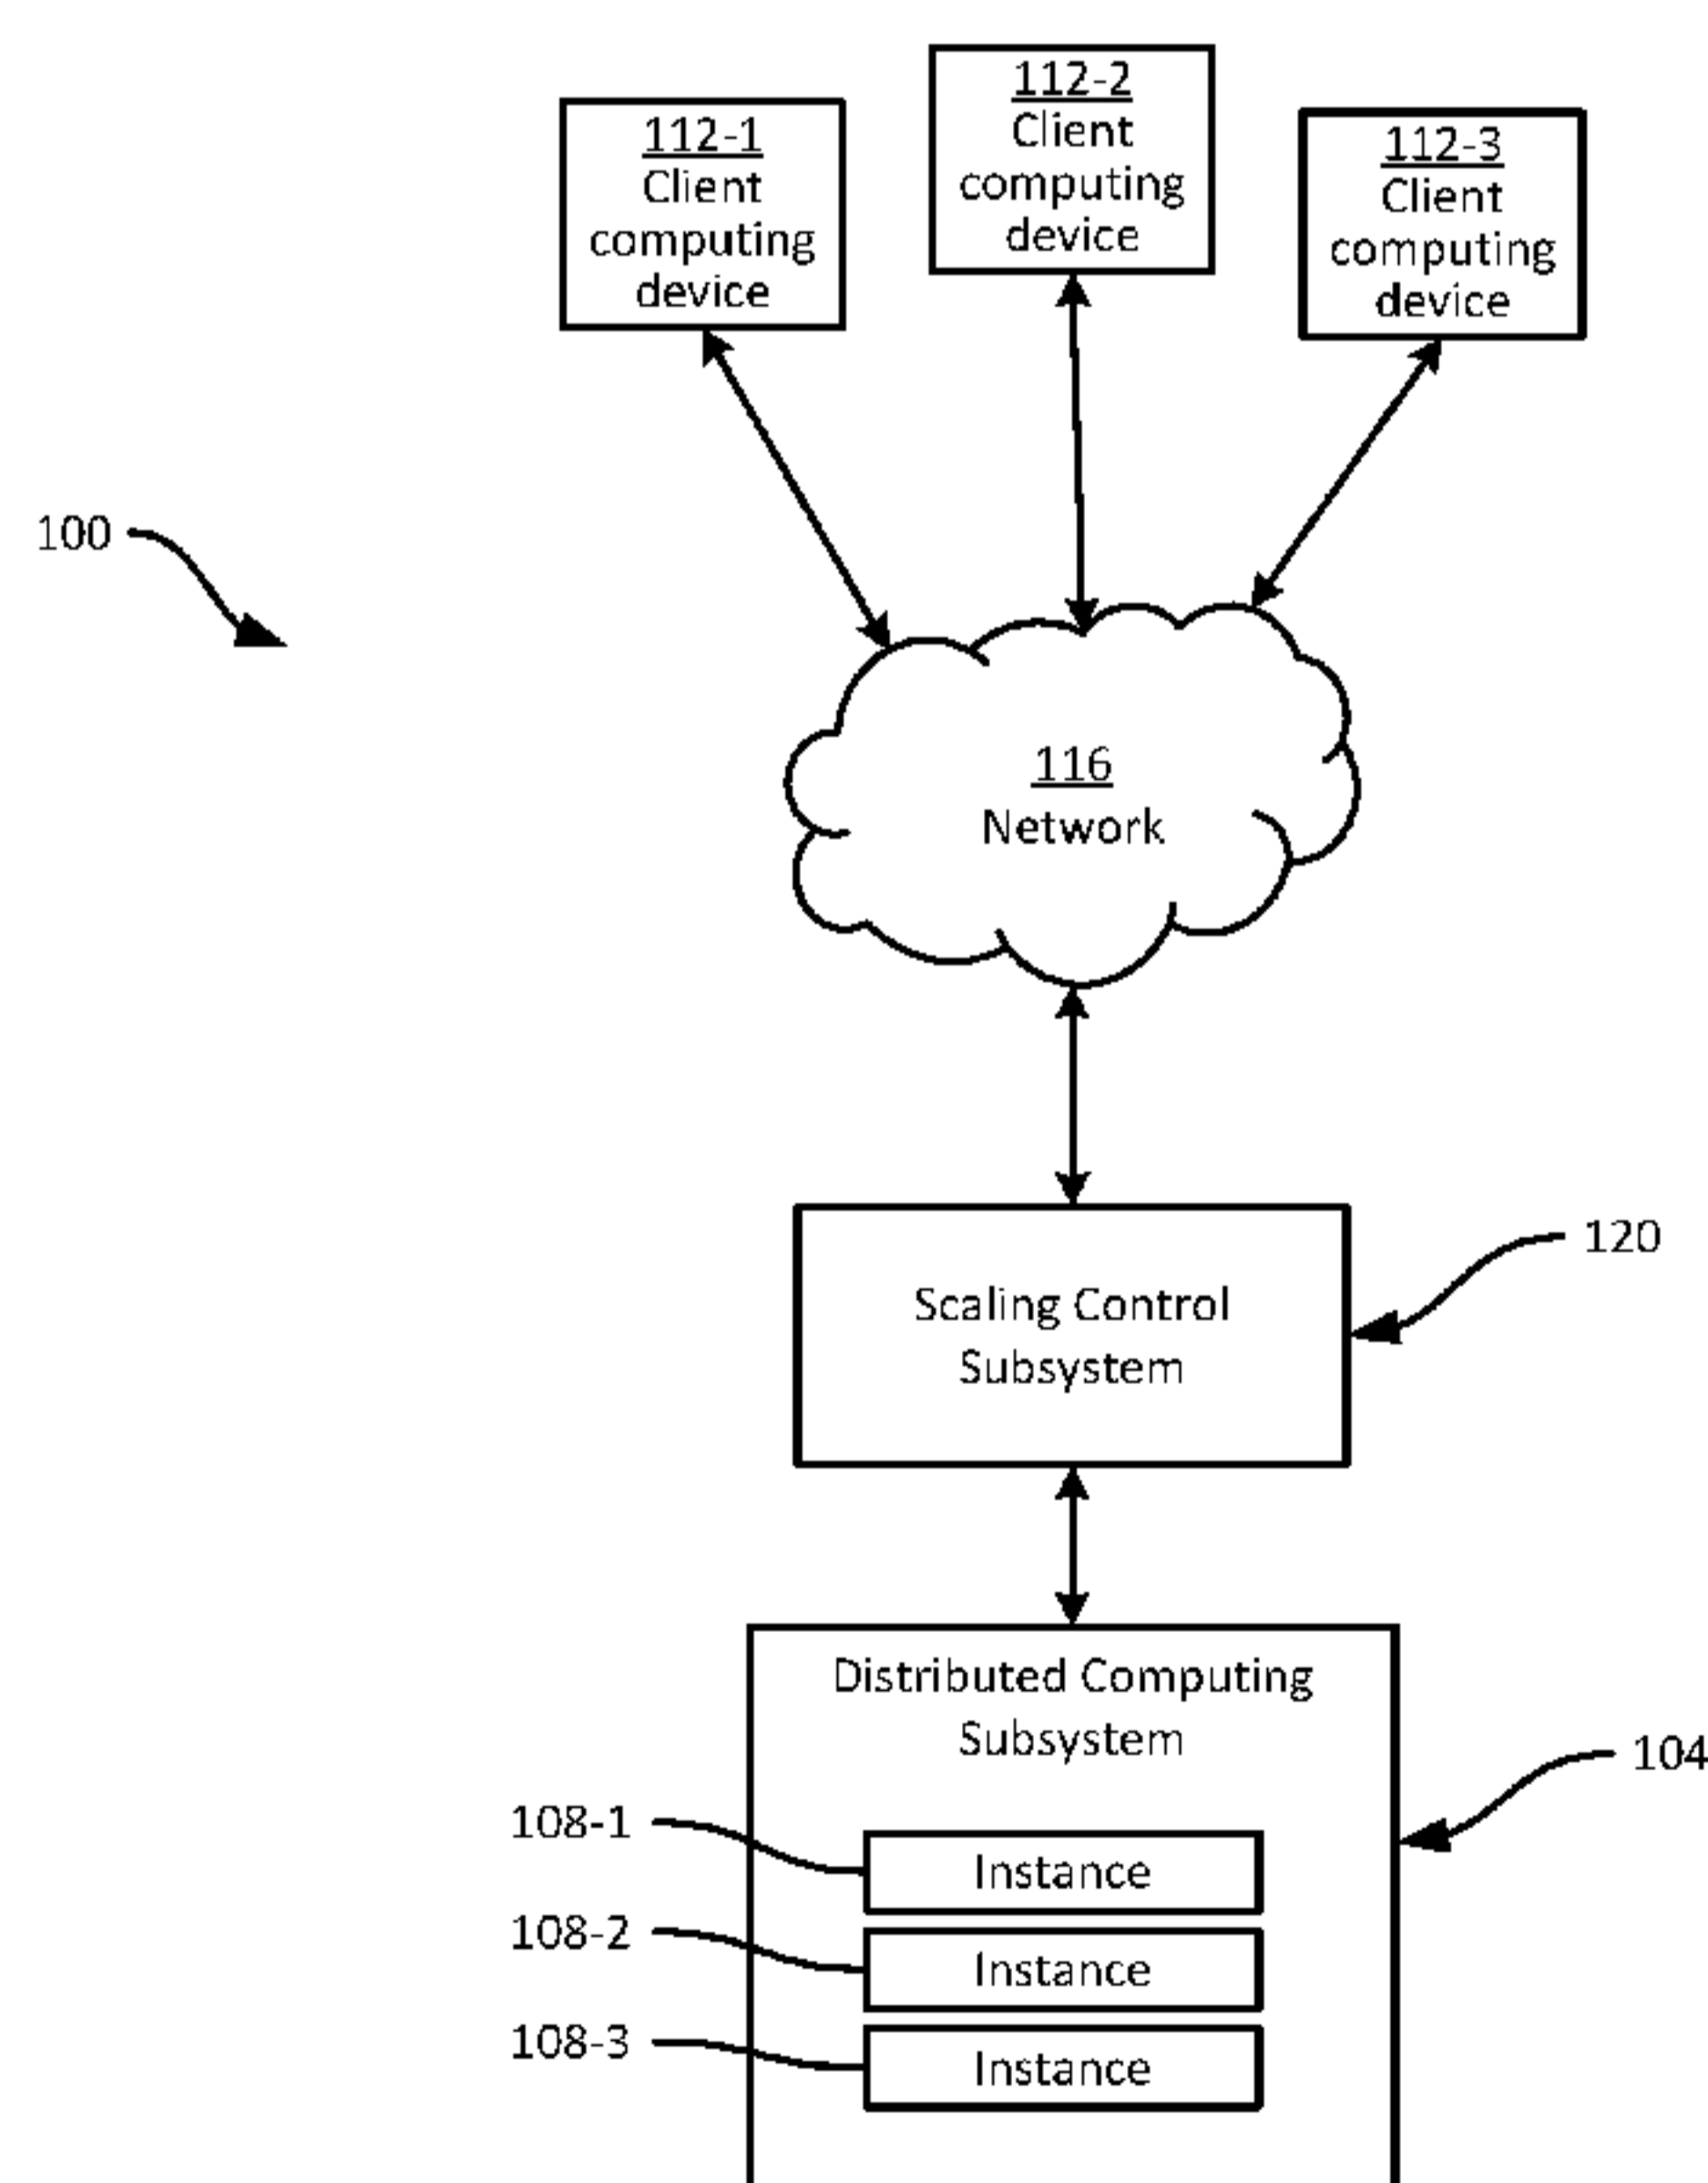 112-1
Client
computing
device
112-2
Client
computing
device
112-3
Client
computing
device
100
116
Network
Scaling Control
Subsystem
120
Distributed Computing
Subsystem
104
108-1
Instance
108-2
Instance
108-3
Instance